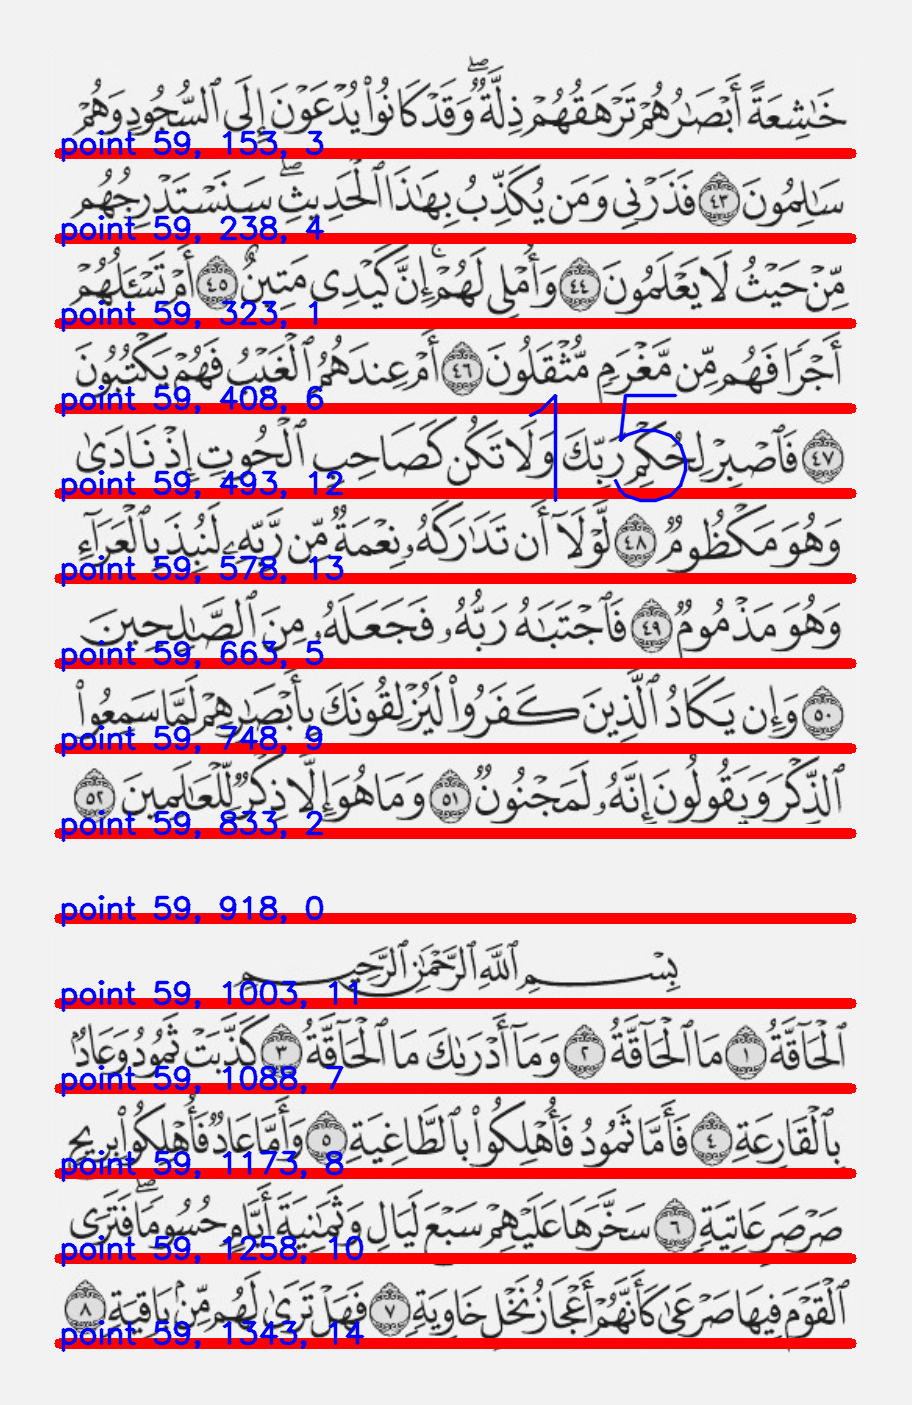 خَٰشِعَةً أَبْصَٰرُهُمْ تَرْهَقُهُمْ ذِلَّةٌۖ وَقَدْ كَانُوا۟ يُدْعَوْنَ إِلَى ٱلسُّجُودِ وَهُمْ
point 59, 153, 3
سَٰلِمُونَ ٤٣ فَذَرْنِى وَمَن يُكَذِّبُ بِهَٰذَا ٱلْحَدِيثِۖ سَنَسْتَدْرِجُهُم
point 59, 238, 4
مِّنْ حَيْثُ لَا يَعْلَمُونَ ٤٤ وَأُمْلِى لَهُمْۚ إِنَّ كَيْدِى مَتِينٌ ٤٥ أَمْ تَسْـَٔلُهُمْ
point 59, 323, 1
أَجْرًا فَهُم مِّن مَّغْرَمٍ مُّثْقَلُونَ ٤٦ أَمْ عِندَهُمُ ٱلْغَيْبُ فَهُمْ يَكْتُبُونَ
point 59, 408, 6
15
٤٧ فَٱصْبِرْ لِحُكْمِ رَبِّكَ وَلَا تَكُن كَصَاحِبِ ٱلْحُوتِ إِذْ نَادَىٰ
point 59, 493, 12
وَهُوَ مَكْظُومٌ ٤٨ لَّوْلَآ أَن تَدَٰرَكَهُۥ نِعْمَةٌ مِّن رَّبِّهِۦ لَنُبِذَ بِٱلْعَرَآءِ
point 59, 578, 13
وَهُوَ مَذْمُومٌ ٤٩ فَٱجْتَبَٰهُ رَبُّهُۥ فَجَعَلَهُۥ مِنَ ٱلصَّٰلِحِينَ
point 59, 663, 5
٥٠ وَإِن يَكَادُ ٱلَّذِينَ كَفَرُوا۟ لَيُزْلِقُونَكَ بِأَبْصَٰرِهِمْ لَمَّا سَمِعُوا۟
point 59, 748, 9
ٱلذِّكْرَ وَيَقُولُونَ إِنَّهُۥ لَمَجْنُونٌ ٥١ وَمَا هُوَ إِلَّا ذِكْرٌ لِّلْعَٰلَمِينَ ٥٢
point 59, 833, 2
point 59, 918, 0
بِسْمِ ٱللَّهِ ٱلرَّحْمَٰنِ ٱلرَّحِيمِ
point 59, 1003, 11
ٱلْحَآقَّةُ ١ مَا ٱلْحَآقَّةُ ٢ وَمَآ أَدْرَىٰكَ مَا ٱلْحَآقَّةُ ٣ كَذَّبَتْ ثَمُودُ وَعَادٌۢ
point 59, 1088, 7
بِٱلْقَارِعَةِ ٤ فَأَمَّا ثَمُودُ فَأُهْلِكُوا۟ بِٱلطَّاغِيَةِ ٥ وَأَمَّا عَادٌ فَأُهْلِكُوا۟ بِرِيحٍ
point 59, 1173, 8
صَرْصَرٍ عَاتِيَةٍ ٦ سَخَّرَهَا عَلَيْهِمْ سَبْعَ لَيَالٍ وَثَمَٰنِيَةَ أَيَّامٍ حُسُومًاۖ فَتَرَى
point 59, 1258, 10
ٱلْقَوْمَ فِيهَا صَرْعَىٰ كَأَنَّهُمْ أَعْجَازُ نَخْلٍ خَاوِيَةٍ ٧ فَهَلْ تَرَىٰ لَهُم مِّنۢ بَاقِيَةٍ ٨
point 59, 1343, 14